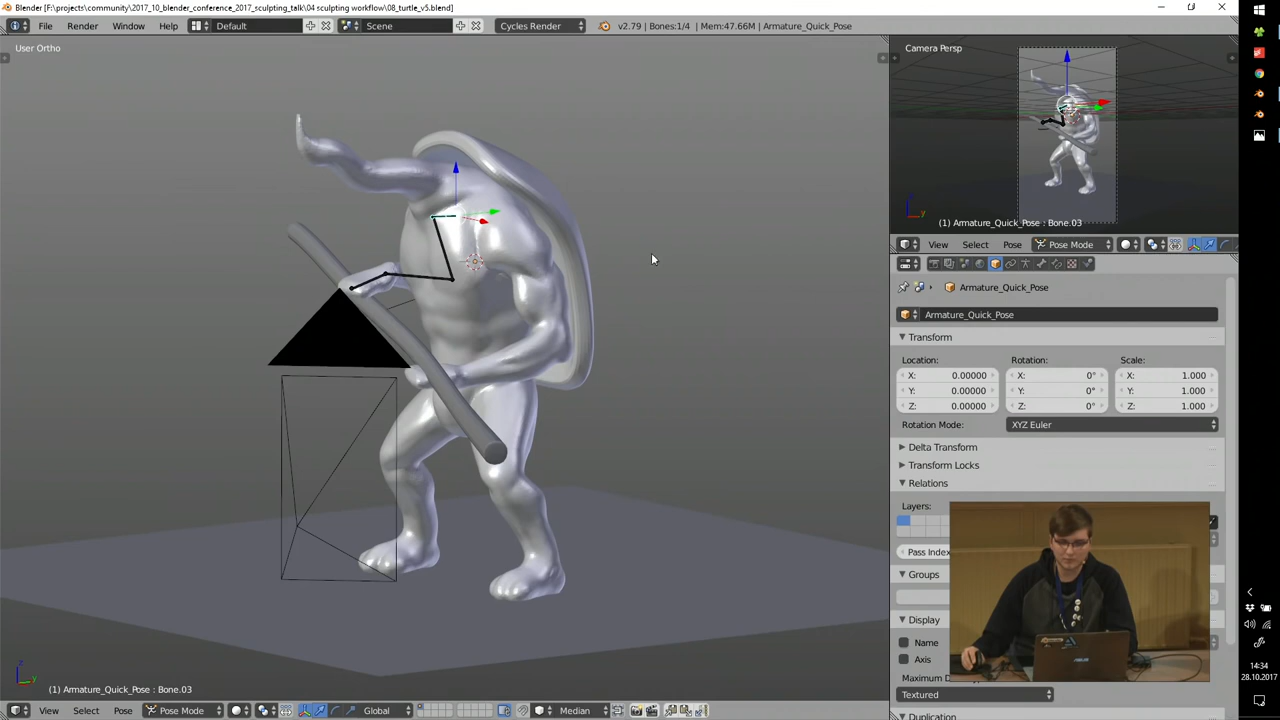 Blender [F:\projects\community\2017_10_blender_conference_2017_sculpting_talk\04 sculpting workflow\08_turtle_v5.blend]
File Render Window Help Default Scene Cycles Render v2.79 | Bones:1/4 | Mem:47.66M | Armature_Quick_Pose
User Ortho
Camera Persp
(1) Armature_Quick_Pose : Bone.03
View Select Pose Pose Mode
Armature_Quick_Pose
Armature_Quick_Pose
Transform
Location: Rotation: Scale:
X: 0.00000 X: 0° X: 1.000
Y: 0.00000 Y: 0° Y: 1.000
Z: 0.00000 Z: 0° Z: 1.000
Rotation Mode: XYZ Euler
Delta Transform
Transform Locks
Relations
Layers:
Pass Index
Groups
Display
Name
Axis
Textured
Duplication
(1) Armature_Quick_Pose : Bone.03
View Select Pose Pose Mode Global Median
14:34
28.10.2017